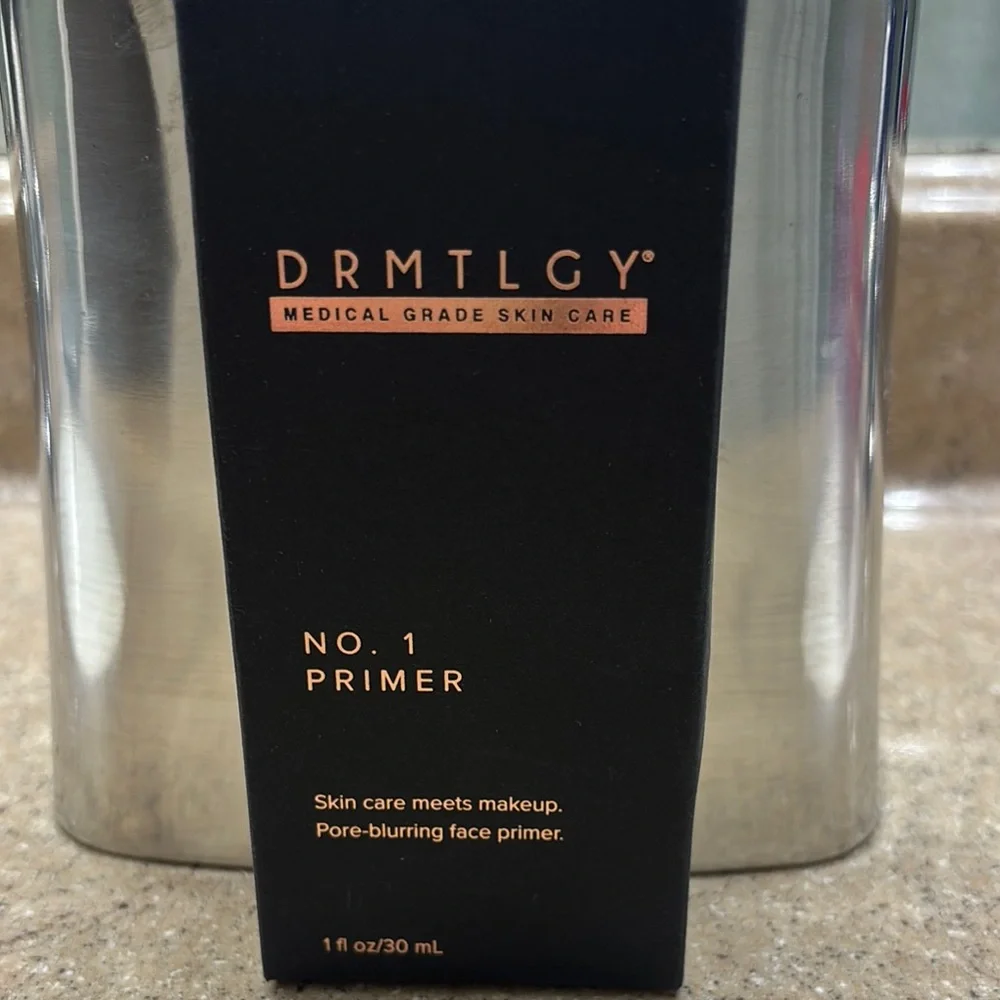 DRMTLGY®
MEDICAL GRADE SKIN CARE
NO. 1
PRIMER
Skin care meets makeup.
Pore-blurring face primer.
1 fl oz/30 mL